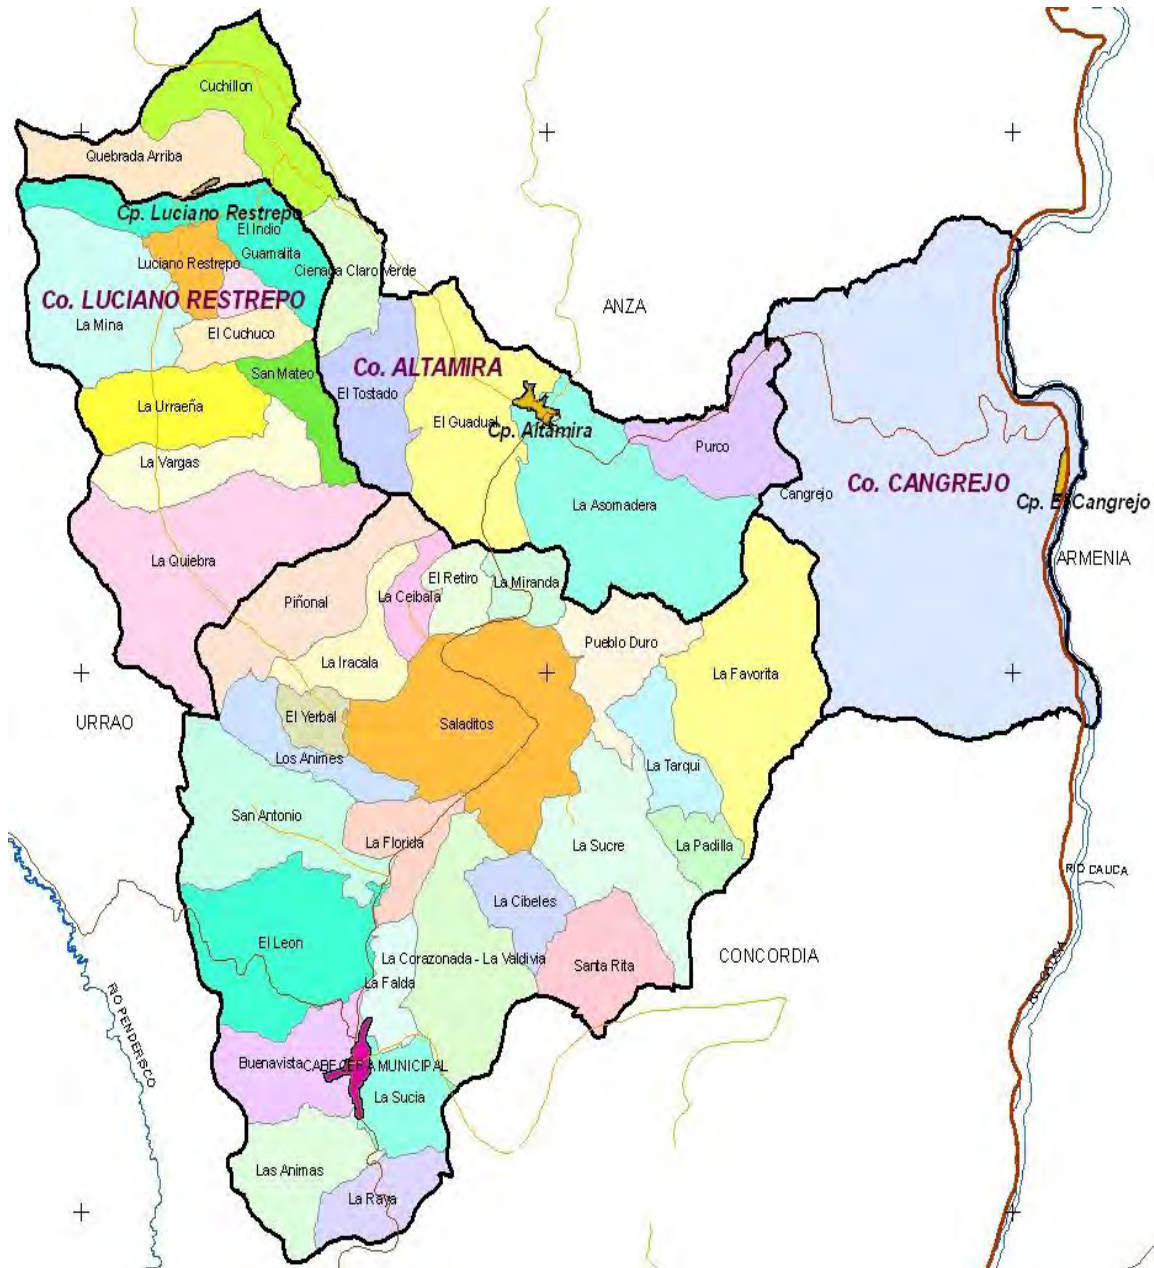 Cuchillon
Quebrada Arriba
Cp. Luciano Restrepo
El Indio
Guamalita
Luciano Restrepo
Cienaga Claro Verde
Co. LUCIANO RESTREPO
ANZA
La Mina
El Cuchuco
Co. ALTAMIRA
San Mateo
El Tostado
La Urraeña
El Guadual
Cp. Altamira
Purco
La Vargas
Co. CANGREJO
Cangrejo
Cp. El Cangrejo
La Asomadera
La Quiebra
ARMENIA
El Retiro
La Miranda
La Ceibala
Piñonal
Pueblo Duro
La Iracala
La Favorita
URRAO
El Yerbal
Saladitos
Los Animes
La Tarqui
San Antonio
La Florida
La Sucre
La Padilla
RIO CAUCA
La Cibeles
El Leon
La Corazonada - La Valdivia
Santa Rita
CONCORDIA
La Falda
RIO PENDERISCO
Buenavista
CABECERA MUNICIPAL
La Sucia
Las Animas
La Raya